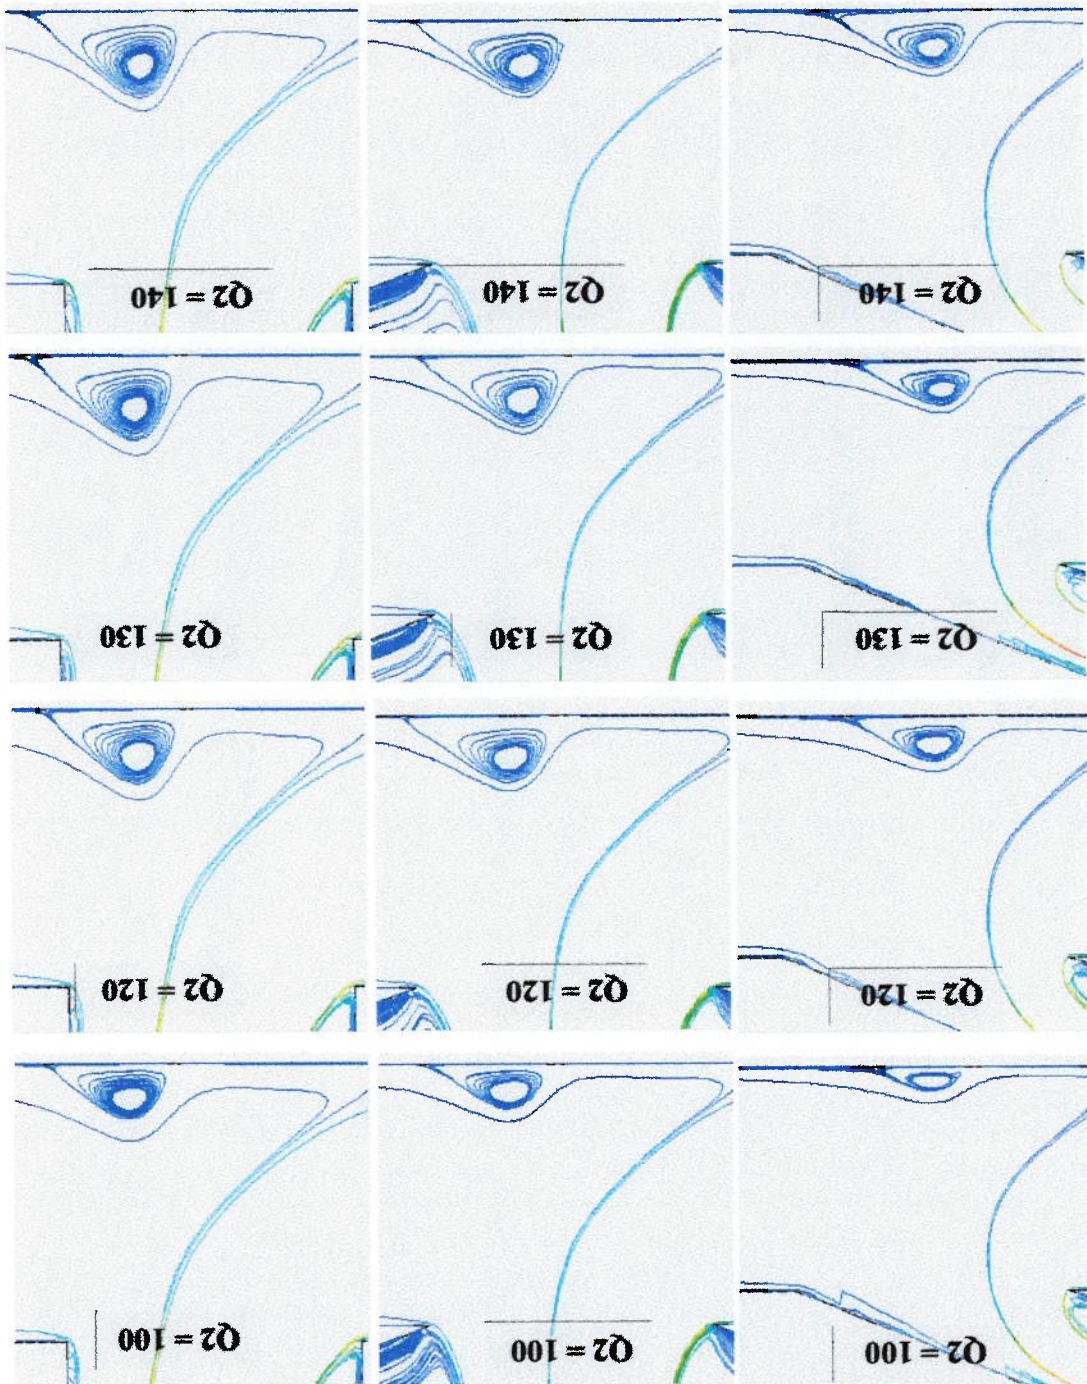 Q2 = 100
Q2 = 100
Q2 = 100
Q2 = 120
Q2 = 120
Q2 = 120
Q2 = 130
Q2 = 130
Q2 = 130
Q2 = 140
Q2 = 140
Q2 = 140